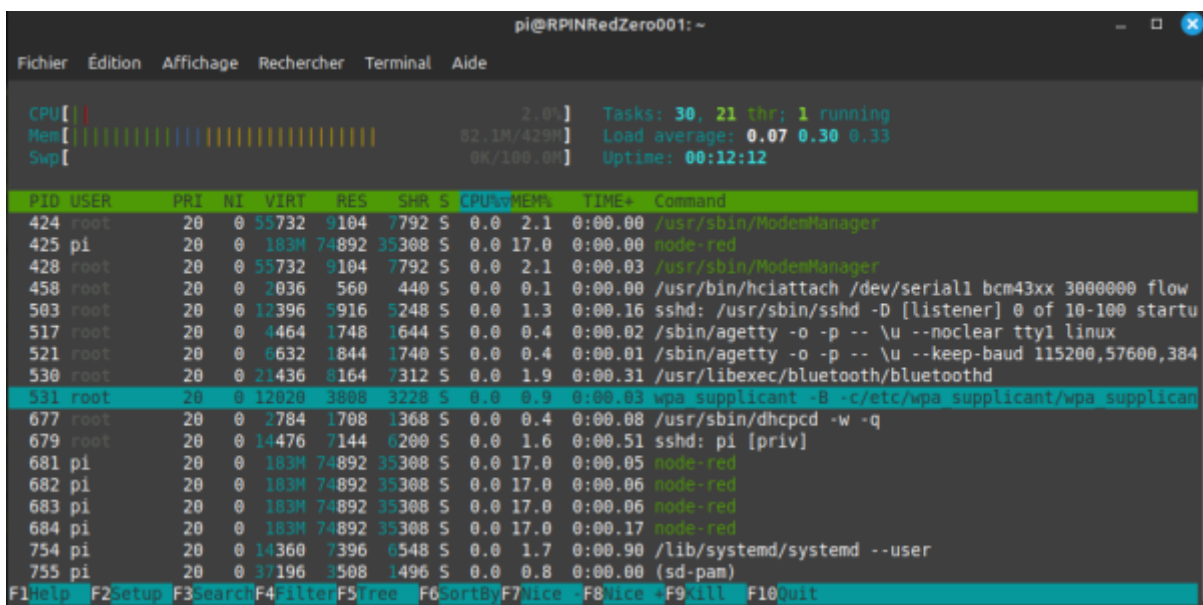 pi@RPINRedZero001: ~
Fichier Édition Affichage Rechercher Terminal Aide
CPU[|| 2.0%] Tasks: 30, 21 thr; 1 running
Mem[|||||||||||||||||||||||||||||| 82.1M/429M] Load average: 0.07 0.30 0.33
Swp[ 0K/100.0M] Uptime: 00:12:12
PID USER PRI NI VIRT RES SHR S CPU%▽MEM% TIME+ Command
424 root 20 0 55732 9104 7792 S 0.0 2.1 0:00.00 /usr/sbin/ModemManager
425 pi 20 0 183M 74892 35308 S 0.0 17.0 0:00.00 node-red
428 root 20 0 55732 9104 7792 S 0.0 2.1 0:00.03 /usr/sbin/ModemManager
458 root 20 0 2036 560 440 S 0.0 0.1 0:00.00 /usr/bin/hciattach /dev/serial1 bcm43xx 3000000 flow
503 root 20 0 12396 5916 5248 S 0.0 1.3 0:00.16 sshd: /usr/sbin/sshd -D [listener] 0 of 10-100 startu
517 root 20 0 4464 1748 1644 S 0.0 0.4 0:00.02 /sbin/agetty -o -p -- \u --noclear tty1 linux
521 root 20 0 6632 1844 1740 S 0.0 0.4 0:00.01 /sbin/agetty -o -p -- \u --keep-baud 115200,57600,384
530 root 20 0 21436 8164 7312 S 0.0 1.9 0:00.31 /usr/libexec/bluetooth/bluetoothd
531 root 20 0 12020 3808 3228 S 0.0 0.9 0:00.03 wpa_supplicant -B -c/etc/wpa_supplicant/wpa_supplican
677 root 20 0 2784 1708 1368 S 0.0 0.4 0:00.08 /usr/sbin/dhcpcd -w -q
679 root 20 0 14476 7144 6200 S 0.0 1.6 0:00.51 sshd: pi [priv]
681 pi 20 0 183M 74892 35308 S 0.0 17.0 0:00.05 node-red
682 pi 20 0 183M 74892 35308 S 0.0 17.0 0:00.06 node-red
683 pi 20 0 183M 74892 35308 S 0.0 17.0 0:00.06 node-red
684 pi 20 0 183M 74892 35308 S 0.0 17.0 0:00.17 node-red
754 pi 20 0 14360 7396 6548 S 0.0 1.7 0:00.90 /lib/systemd/systemd --user
755 pi 20 0 37196 3508 1496 S 0.0 0.8 0:00.00 (sd-pam)
F1Help F2Setup F3SearchF4FilterF5Tree F6SortByF7Nice -F8Nice +F9Kill F10Quit